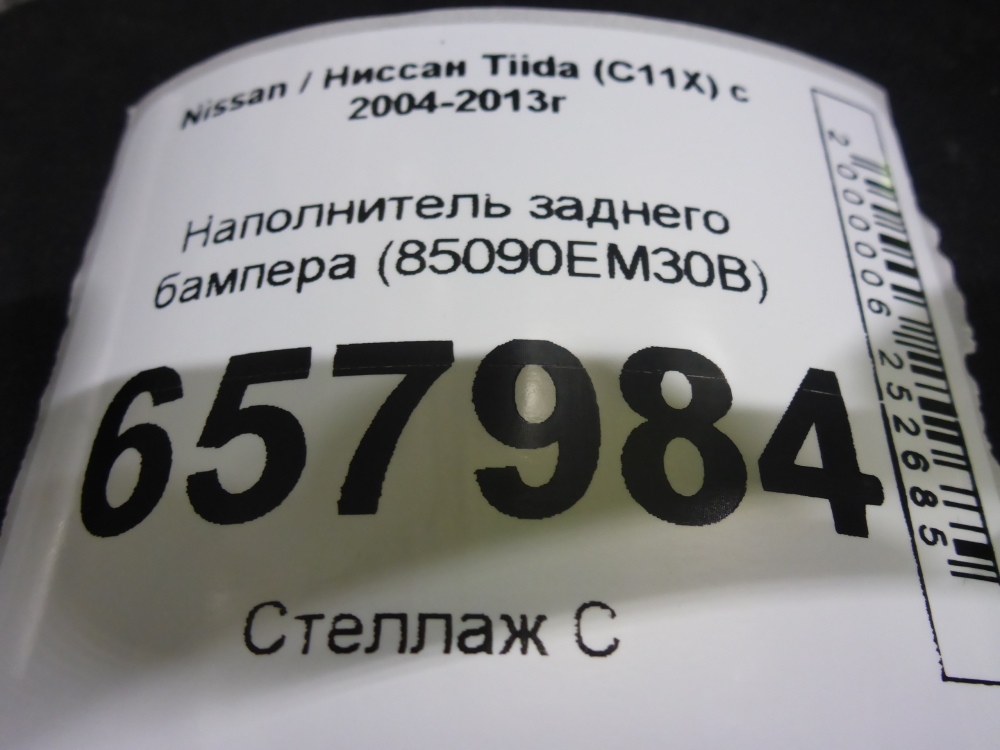 Nissan / Ниссан Tiida (C11X) с
2004-2013г
Наполнитель заднего
бампера (85090EM30B)
657984
Стеллаж С
2000006252685